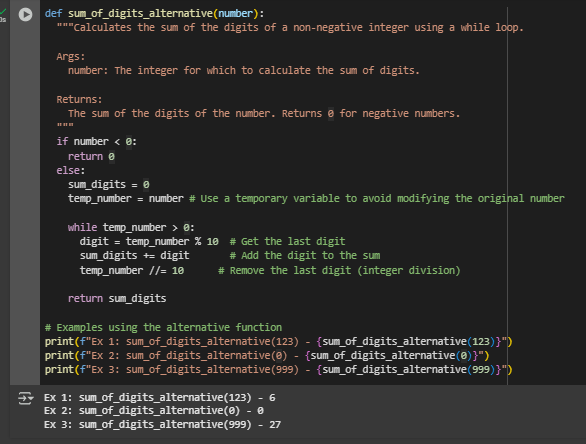 def sum_of_digits_alternative(number):
  """Calculates the sum of the digits of a non-negative integer using a while loop.

  Args:
    number: The integer for which to calculate the sum of digits.

  Returns:
    The sum of the digits of the number. Returns 0 for negative numbers.
  """
  if number < 0:
    return 0
  else:
    sum_digits = 0
    temp_number = number # Use a temporary variable to avoid modifying the original number

    while temp_number > 0:
      digit = temp_number % 10  # Get the last digit
      sum_digits += digit       # Add the digit to the sum
      temp_number //= 10      # Remove the last digit (integer division)

    return sum_digits

# Examples using the alternative function
print(f"Ex 1: sum_of_digits_alternative(123) - {sum_of_digits_alternative(123)}")
print(f"Ex 2: sum_of_digits_alternative(0) - {sum_of_digits_alternative(0)}")
print(f"Ex 3: sum_of_digits_alternative(999) - {sum_of_digits_alternative(999)}")
Ex 1: sum_of_digits_alternative(123) - 6
Ex 2: sum_of_digits_alternative(0) - 0
Ex 3: sum_of_digits_alternative(999) - 27